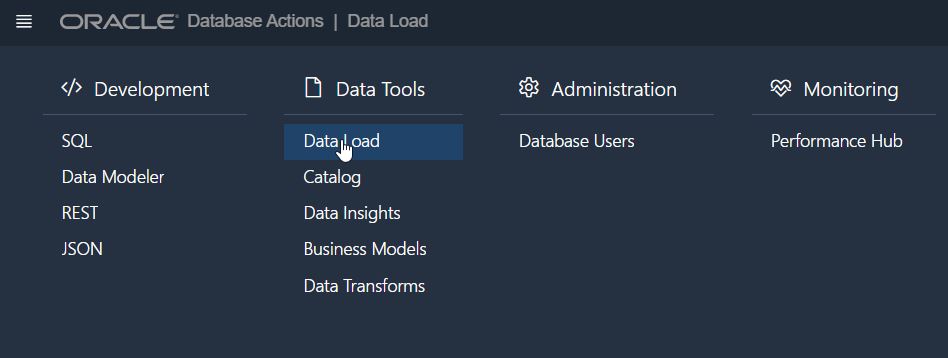 ORACLE Database Actions | Data Load
Development
SQL
Data Modeler
REST
JSON
Data Tools
Data Load
Catalog
Data Insights
Business Models
Data Transforms
Administration
Database Users
Monitoring
Performance Hub